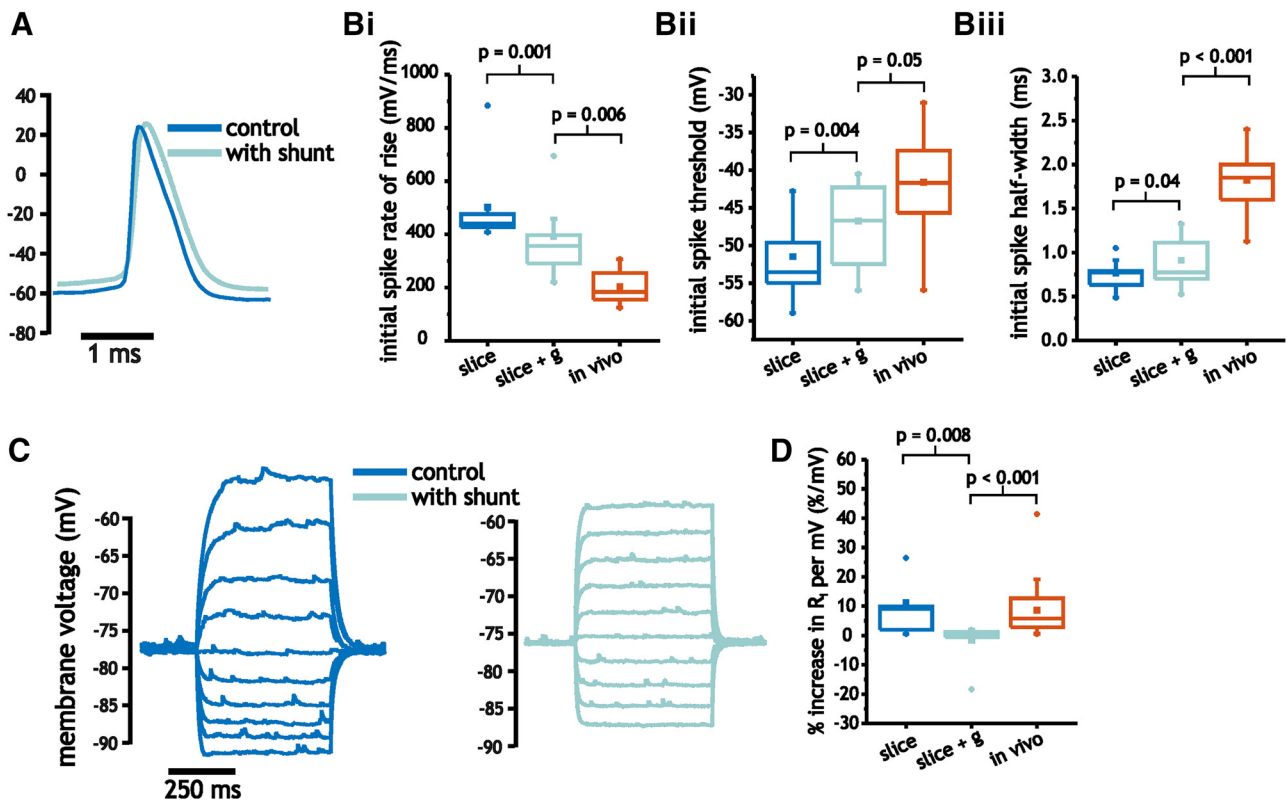 A
40
20
0
-20
-40
-60
-80
control
with shunt
1 ms
Bi
initial spike rate of rise (mV/ms)
1000
800
600
400
200
0
p = 0.001
p = 0.006
slice
slice + g
in vivo
Bii
initial spike threshold (mV)
-30
-35
-40
-45
-50
-55
-60
p = 0.05
p = 0.004
slice
slice + g
in vivo
Biii
initial spike half-width (ms)
3.0
2.5
2.0
1.5
1.0
0.5
0.0
p < 0.001
p = 0.04
slice
slice + g
in vivo
C
membrane voltage (mV)
-60
-65
-70
-75
-80
-85
-90
250 ms
control
with shunt
-60
-65
-70
-75
-80
-85
-90
D
% increase in Ri per mV (%/mV)
60
50
40
30
20
10
0
-10
-20
-30
p = 0.008
p < 0.001
slice
slice + g
in vivo